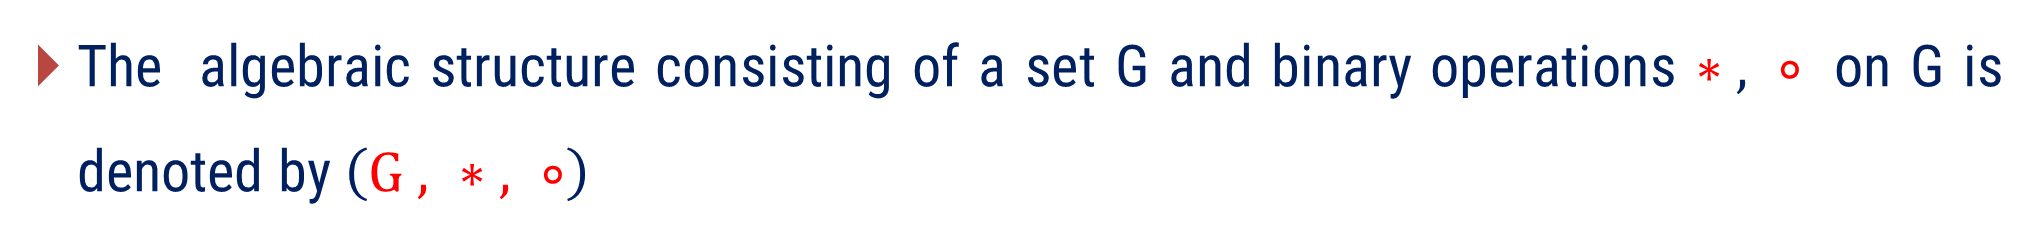 The algebraic structure consisting of a set G and binary operations ∗, ∘ on G is
denoted by (G, ∗, ∘)